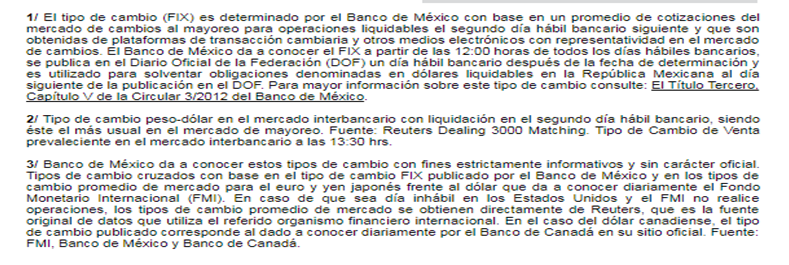 1/ El tipo de cambio (FIX) es determinado por el Banco de México con base en un promedio de cotizaciones del
mercado de cambios al mayoreo para operaciones liquidables el segundo día hábil bancario siguiente y que son
obtenidas de plataformas de transacción cambiaria y otros medios electrónicos con representatividad en el mercado
de cambios. El Banco de México da a conocer el FIX a partir de las 12:00 horas de todos los días hábiles bancarios,
se publica en el Diario Oficial de la Federación (DOF) un día hábil bancario después de la fecha de determinación y
es utilizado para solventar obligaciones denominadas en dólares liquidables en la República Mexicana al día
siguiente de la publicación en el DOF. Para mayor información sobre este tipo de cambio consulte: El Título Tercero,
Capítulo V de la Circular 3/2012 del Banco de México.
2/ Tipo de cambio peso-dólar en el mercado interbancario con liquidación en el segundo día hábil bancario, siendo
éste el más usual en el mercado de mayoreo. Fuente: Reuters Dealing 3000 Matching. Tipo de Cambio de Venta
prevaleciente en el mercado interbancario a las 13:30 hrs.
3/ Banco de México da a conocer estos tipos de cambio con fines estrictamente informativos y sin carácter oficial.
Tipos de cambio cruzados con base en el tipo de cambio FIX publicado por el Banco de México y en los tipos de
cambio promedio de mercado para el euro y yen japonés frente al dólar que da a conocer diariamente el Fondo
Monetario Internacional (FMI). En caso de que sea día inhábil en los Estados Unidos y el FMI no realice
operaciones, los tipos de cambio promedio de mercado se obtienen directamente de Reuters, que es la fuente
original de datos que utiliza el referido organismo financiero internacional. En el caso del dólar canadiense, el tipo
de cambio publicado corresponde al dado a conocer diariamente por el Banco de Canadá en su sitio oficial. Fuente:
FMI, Banco de México y Banco de Canadá.